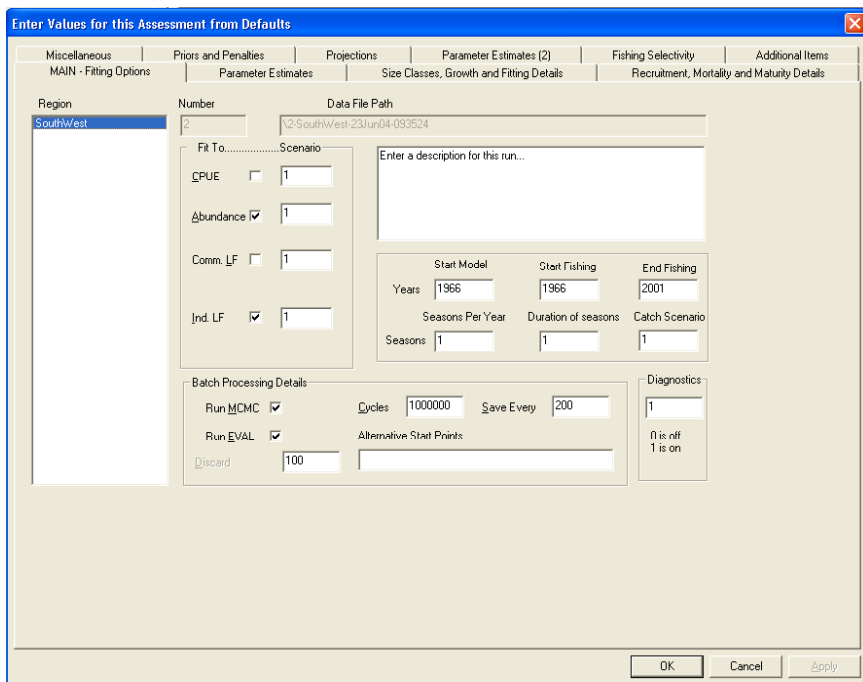 Enter Values for this Assessment from Defaults
Miscellaneous Priors and Penalties Projections Parameter Estimates (2) Fishing Selectivity Additional Items
MAIN - Fitting Options Parameter Estimates Size Classes, Growth and Fitting Details Recruitment, Mortality and Maturity Details
Region Number Data File Path
SouthWest 2 \2-SouthWest-23Jun04-093524
Fit To..................Scenario
Enter a description for this run...
CPUE 1
Abundance 1
Comm. LF 1
Ind. LF 1
Start Model Start Fishing End Fishing
Years 1966 1966 2001
Seasons Per Year Duration of seasons Catch Scenario
Seasons 1 1 1
Batch Processing Details
Run MCMC Cycles 1000000 Save Every 200
Run EVAL Alternative Start Points
Discard 100
Diagnostics
1
0 is off
1 is on
OK Cancel Apply